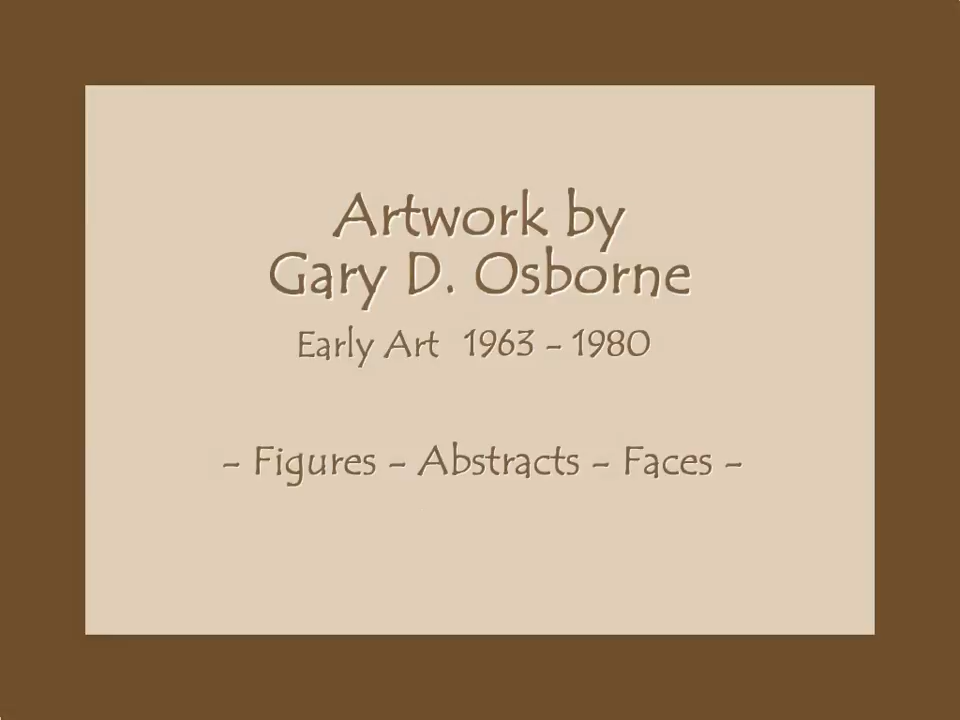 Artwork by
Gary D. Osborne
Early Art 1963 - 1980
- Figures - Abstracts - Faces -